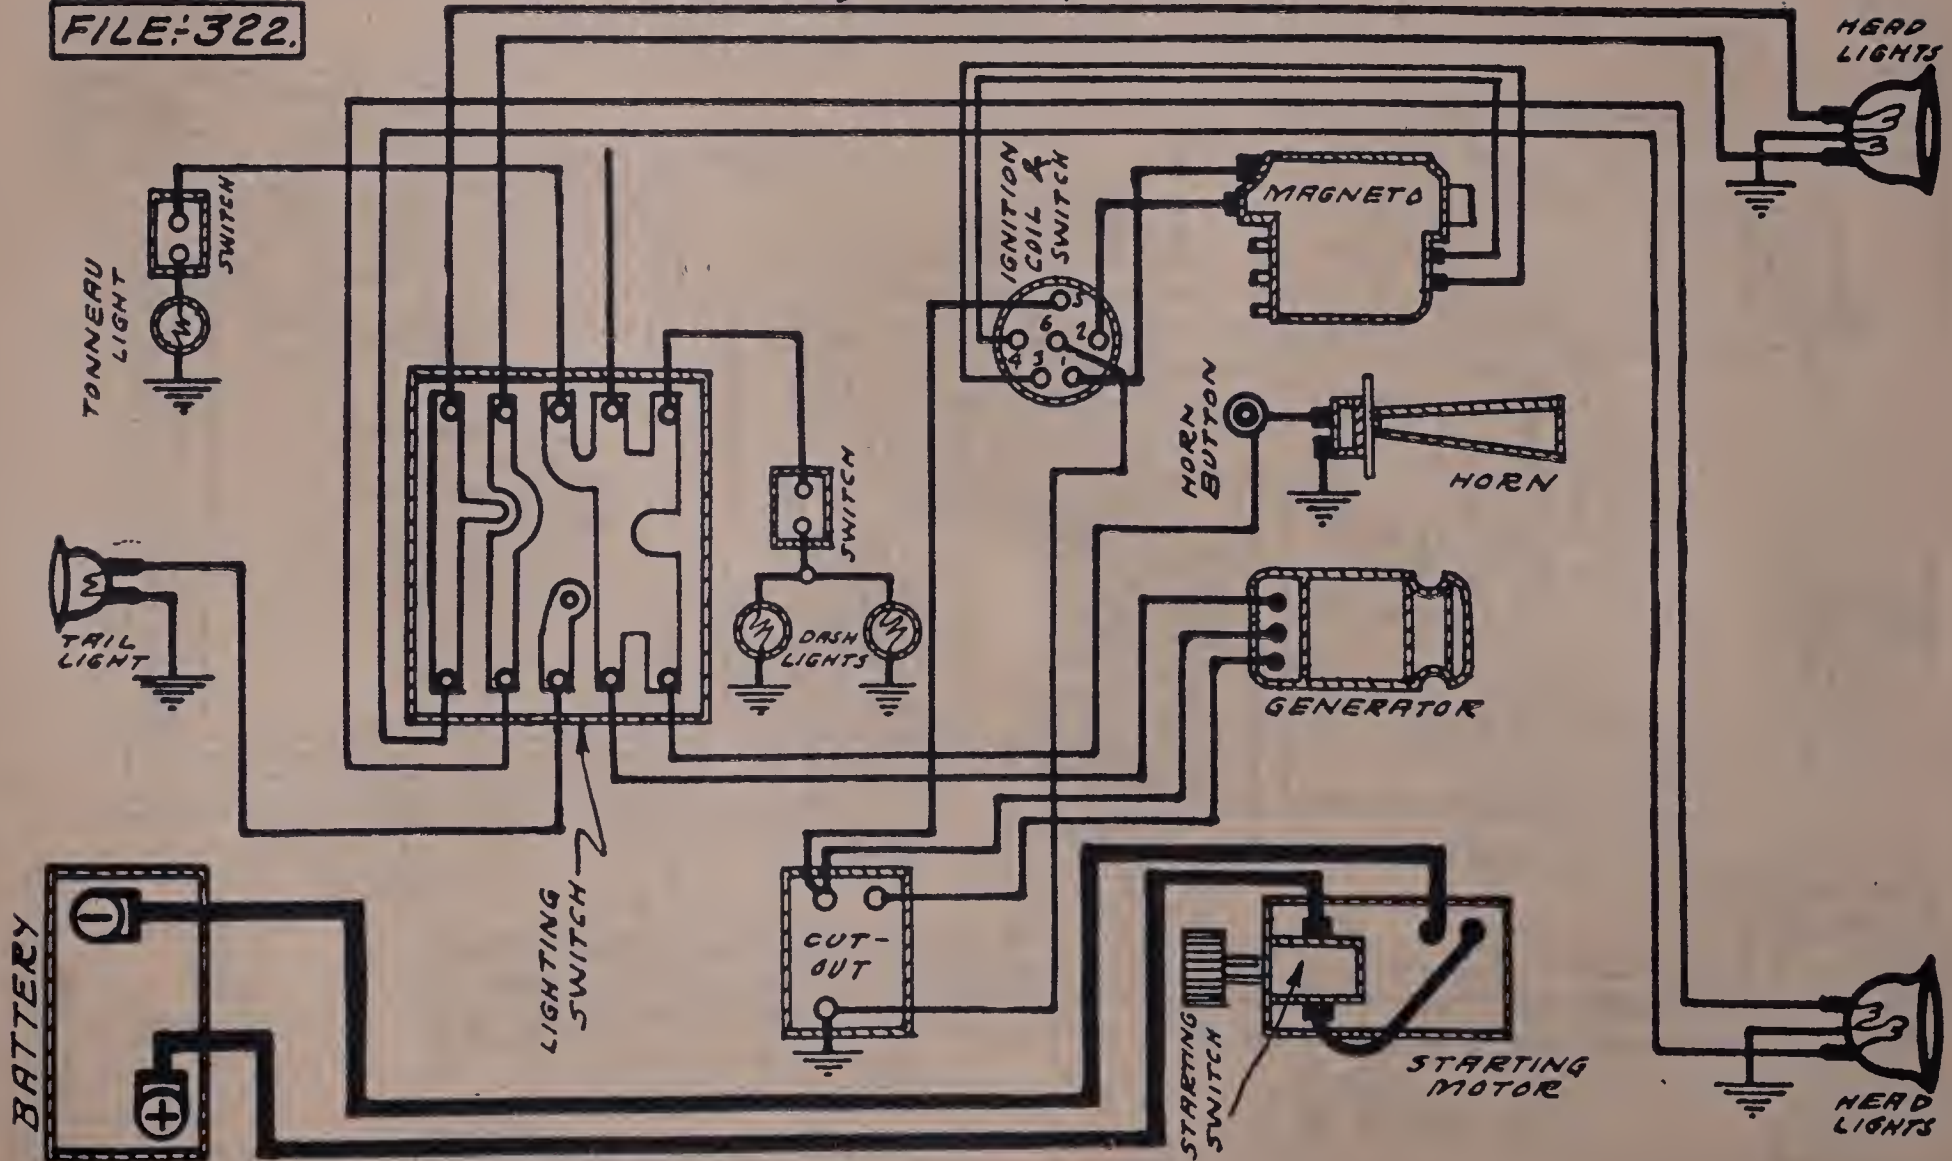 FILE:-322.
HEAD
LIGHTS
IGNITION
COIL &
SWITCH
MAGNETO
SWITCH
TONNEAU
LIGHT
5
6
2
4
3
1
HORN
BUTTON
HORN
SWITCH
TAIL
LIGHT
DASH
LIGHTS
GENERATOR
LIGHTING
SWITCH
CUT-
OUT
BATTERY
−
+
STARTING
SWITCH
STARTING
MOTOR
HEAD
LIGHTS